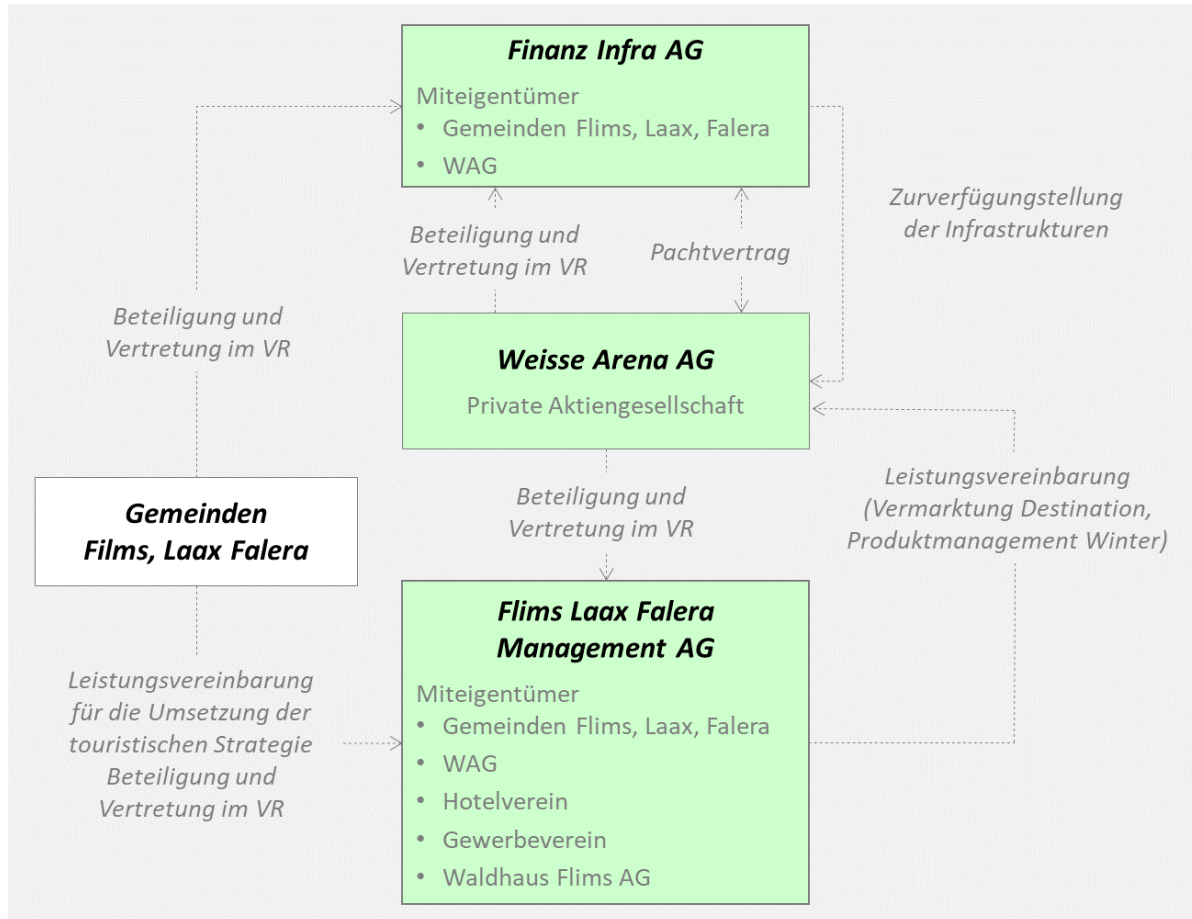 Finanz Infra AG
Miteigentümer
• Gemeinden Flims, Laax, Falera
• WAG
Beteiligung und
Vertretung im VR
Pachtvertrag
Zurverfügungstellung
der Infrastrukturen
Beteiligung und
Vertretung im VR
Weisse Arena AG
Private Aktiengesellschaft
Beteiligung und
Vertretung im VR
Leistungsvereinbarung
(Vermarktung Destination,
Produktmanagement Winter)
Gemeinden
Films, Laax Falera
Leistungsvereinbarung
für die Umsetzung der
touristischen Strategie
Beteiligung und
Vertretung im VR
Flims Laax Falera
Management AG
Miteigentümer
• Gemeinden Flims, Laax, Falera
• WAG
• Hotelverein
• Gewerbeverein
• Waldhaus Flims AG